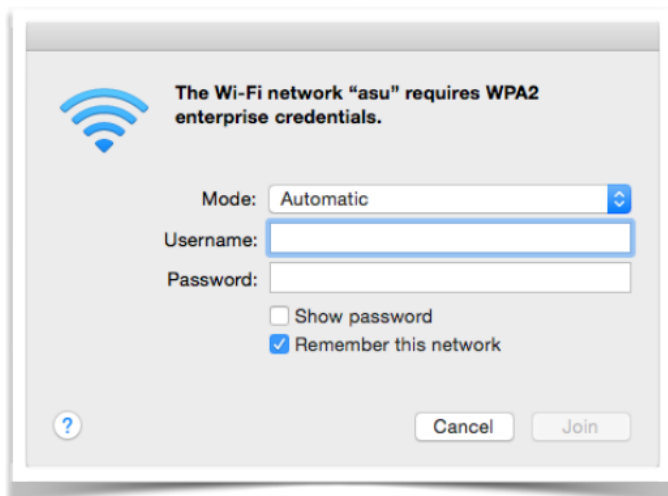 The Wi-Fi network “asu” requires WPA2
enterprise credentials.
Mode: Automatic
Username:
Password:
Show password
Remember this network
?
Cancel
Join